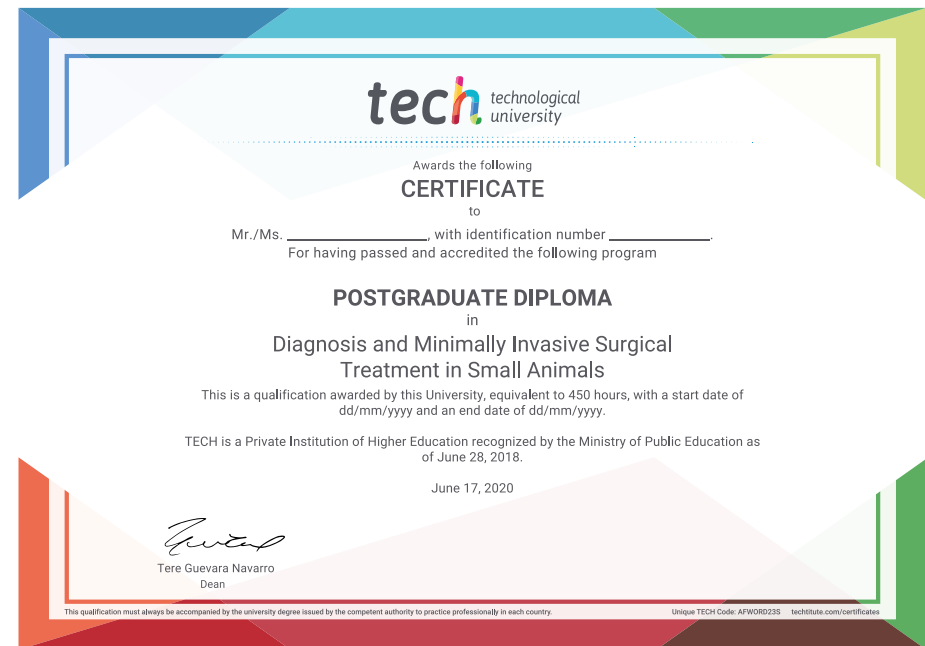 tech technological
university
Awards the following
CERTIFICATE
to
Mr./Ms. ____________________, with identification number ______________.
For having passed and accredited the following program
POSTGRADUATE DIPLOMA
in
Diagnosis and Minimally Invasive Surgical
Treatment in Small Animals
This is a qualification awarded by this University, equivalent to 450 hours, with a start date of
dd/mm/yyyy and an end date of dd/mm/yyyy.
TECH is a Private Institution of Higher Education recognized by the Ministry of Public Education as
of June 28, 2018.
June 17, 2020
Tere Guevara Navarro
Dean
This qualification must always be accompanied by the university degree issued by the competent authority to practice professionally in each country. Unique TECH Code: AFWORD23S techtitute.com/certificates